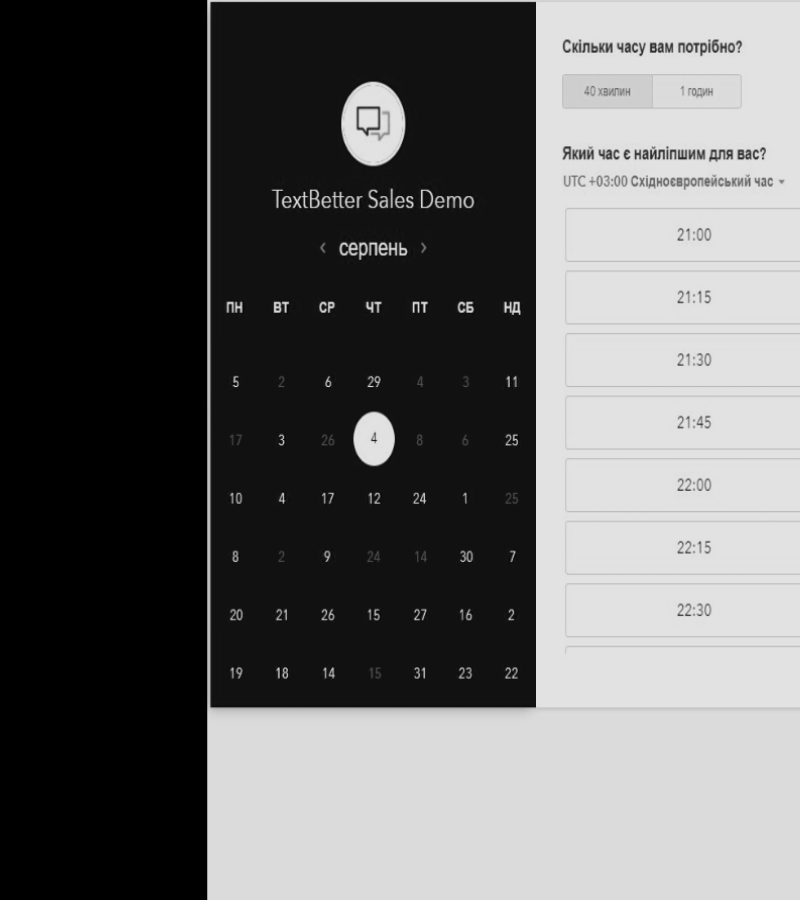 TextBetter Sales Demo
‹ серпень ›
ПН ВТ СР ЧТ ПТ СБ НД
5 2 6 29 4 3 11
17 3 26 4 8 6 25
10 4 17 12 24 1 25
8 2 9 24 14 30 7
20 21 26 15 27 16 2
19 18 14 15 31 23 22
Скільки часу вам потрібно?
40 хвилин 1 годин
Який час є найліпшим для вас?
UTC +03:00 Східноєвропейський час
21:00
21:15
21:30
21:45
22:00
22:15
22:30